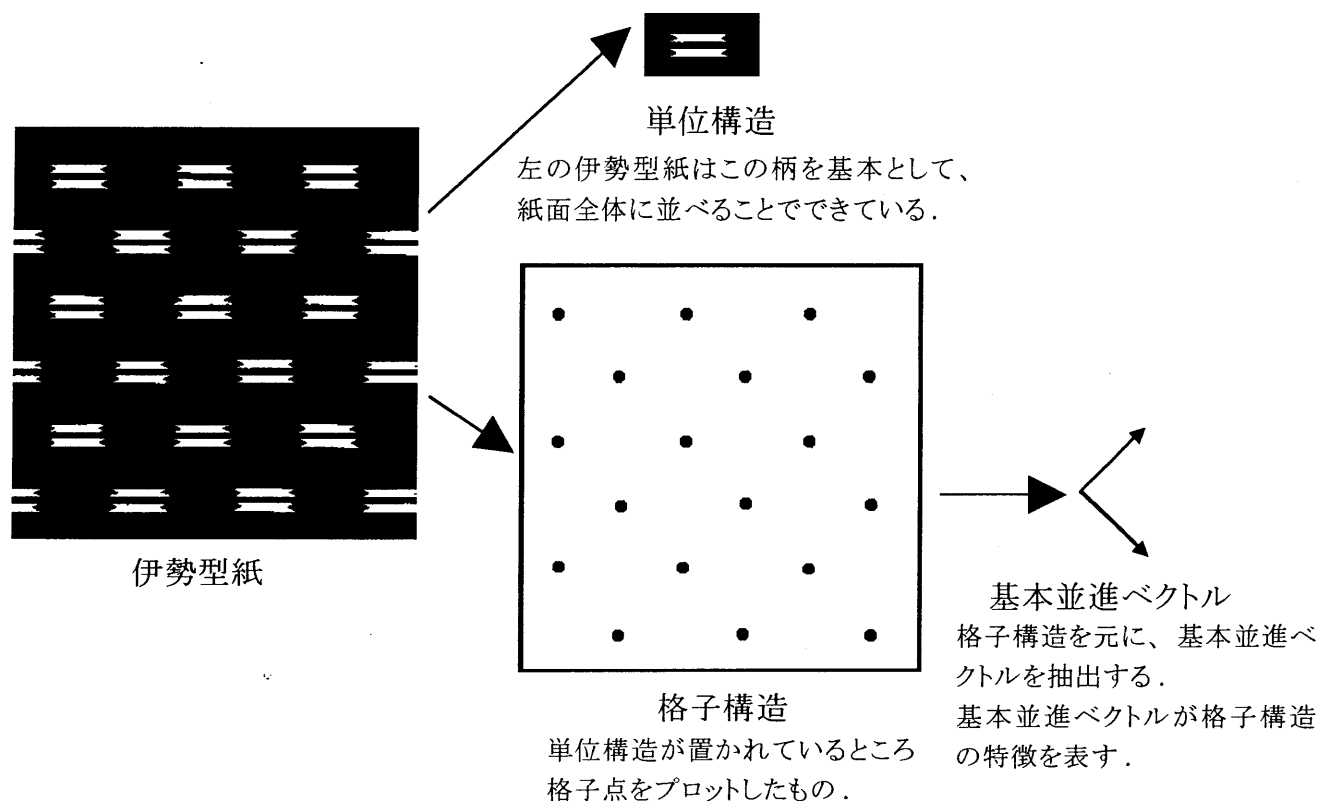 単位構造
左の伊勢型紙はこの柄を基本として、
紙面全体に並べることでできている.
伊勢型紙
格子構造
単位構造が置かれているところ
格子点をプロットしたもの.
基本並進ベクトル
格子構造を元に、基本並進ベ
クトルを抽出する.
基本並進ベクトルが格子構造
の特徴を表す.